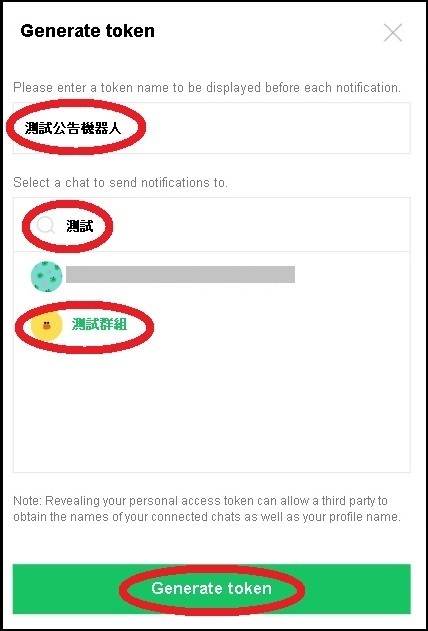 Generate token
Please enter a token name to be displayed before each notification.
測試公告機器人
Select a chat to send notifications to.
測試
測試群組
Note: Revealing your personal access token can allow a third party to
obtain the names of your connected chats as well as your profile name.
Generate token